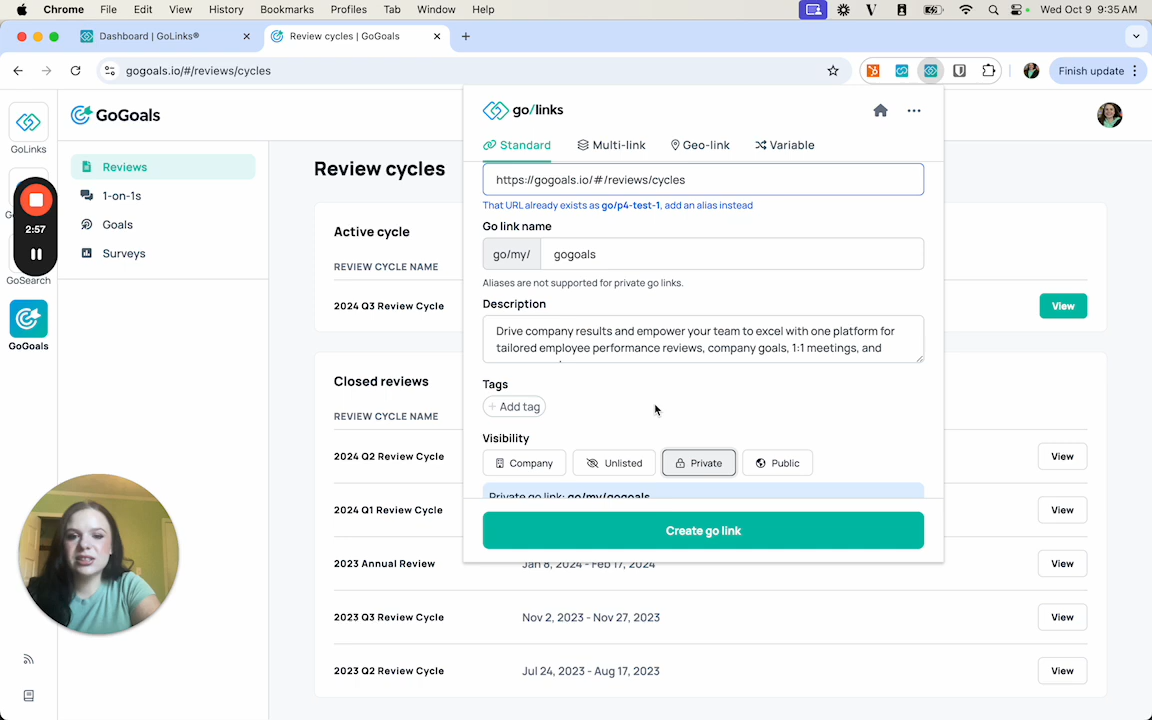 Chrome File Edit View History Bookmarks Profiles Tab Window Help Wed Oct 9 9:35 AM
Dashboard | GoLinks®
Review cycles | GoGoals
gogoals.io/#/reviews/cycles
Finish update
GoLinks
2:57
GoSearch
GoGoals
GoGoals
Reviews
1-on-1s
Goals
Surveys
Review cycles
Active cycle
REVIEW CYCLE NAME
2024 Q3 Review Cycle
View
Closed reviews
REVIEW CYCLE NAME
2024 Q2 Review Cycle
View
2024 Q1 Review Cycle
View
2023 Annual Review
Jan 8, 2024 - Feb 17, 2024
View
2023 Q3 Review Cycle
Nov 2, 2023 - Nov 27, 2023
View
2023 Q2 Review Cycle
Jul 24, 2023 - Aug 17, 2023
View
go/links
Standard
Multi-link
Geo-link
Variable
https://gogoals.io/#/reviews/cycles
That URL already exists as go/p4-test-1, add an alias instead
Go link name
go/my/
gogoals
Aliases are not supported for private go links.
Description
Drive company results and empower your team to excel with one platform for
tailored employee performance reviews, company goals, 1:1 meetings, and
Tags
+ Add tag
Visibility
Company
Unlisted
Private
Public
Private go link: go/my/gogoals
Create go link